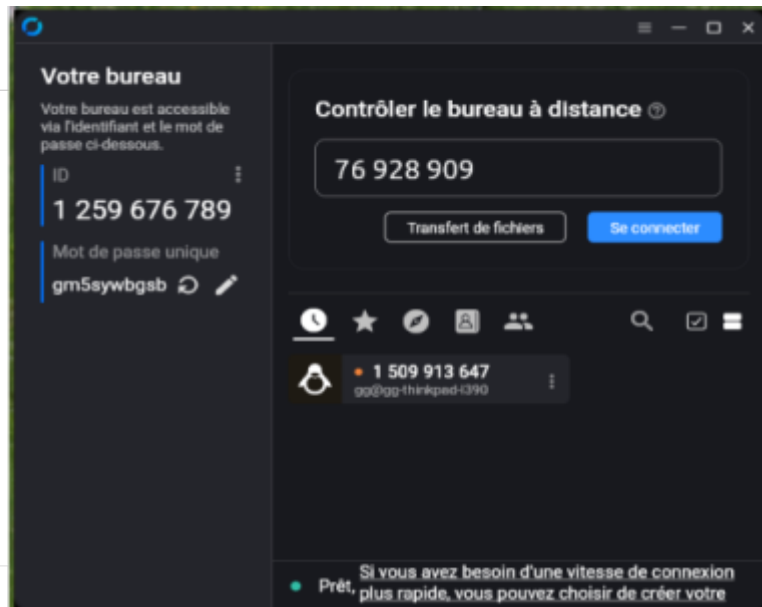 Votre bureau
Votre bureau est accessible
via l'identifiant et le mot de
passe ci-dessous.
ID
1 259 676 789
Mot de passe unique
gm5sywbgsb
Contrôler le bureau à distance
76 928 909
Transfert de fichiers
Se connecter
1 509 913 647
gg@gg-thinkpad-l390
Prêt, Si vous avez besoin d'une vitesse de connexion
plus rapide, vous pouvez choisir de créer votre